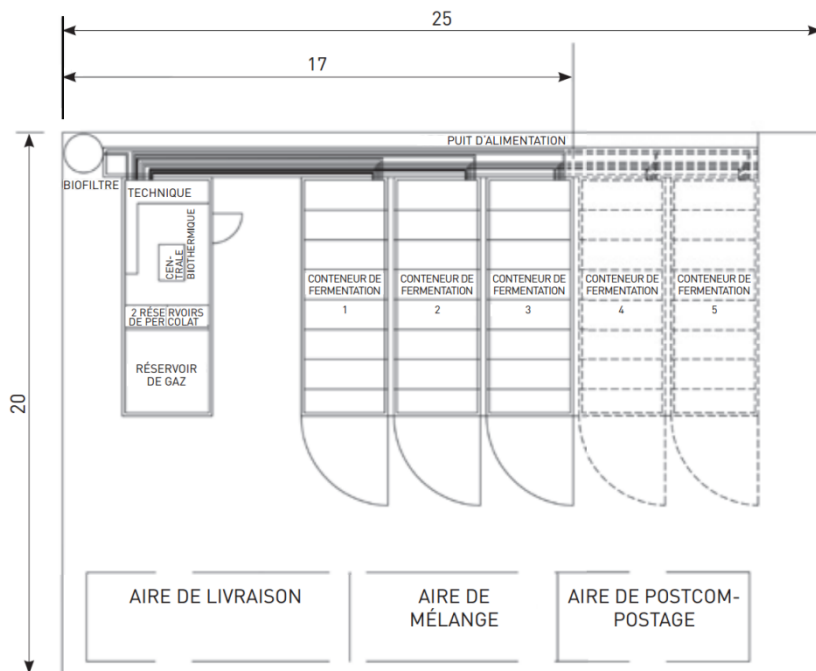 25
17
PUIT D'ALIMENTATION
BIOFILTRE
TECHNIQUE
CEN-
TRALE
BIOTHERMIQUE
2 RÉSERVOIRS
DE PERCOLAT
RÉSERVOIR
DE GAZ
CONTENEUR DE
FERMENTATION
1
CONTENEUR DE
FERMENTATION
2
CONTENEUR DE
FERMENTATION
3
CONTENEUR DE
FERMENTATION
4
CONTENEUR DE
FERMENTATION
5
20
AIRE DE LIVRAISON
AIRE DE
MÉLANGE
AIRE DE POSTCOM-
POSTAGE